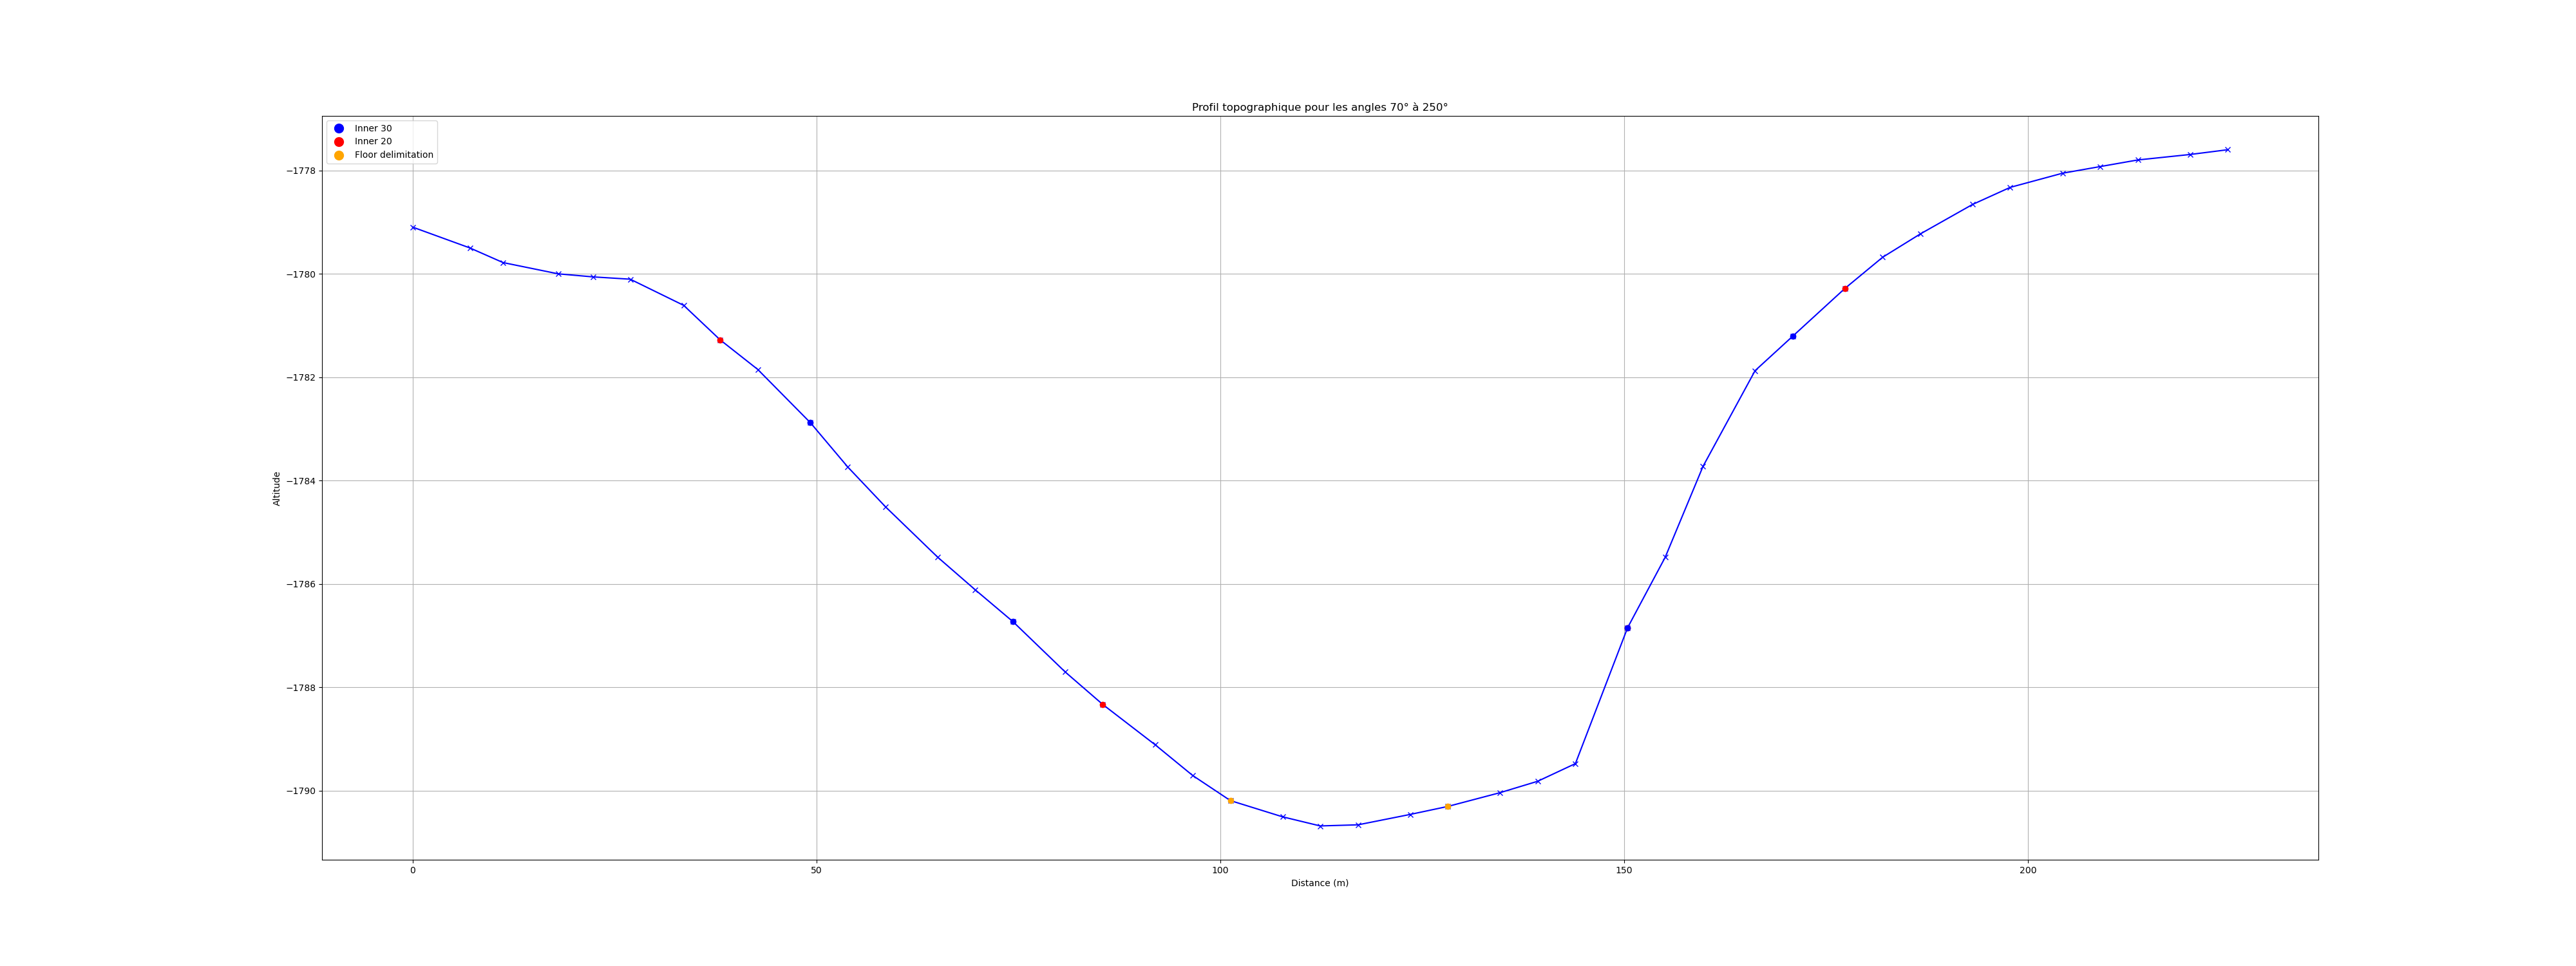 Profil topographique pour les angles 70° à 250°
Inner 30
Inner 20
Floor delimitation
−1778
−1780
−1782
−1784
−1786
−1788
−1790
Altitude
0 50 100 150 200
Distance (m)